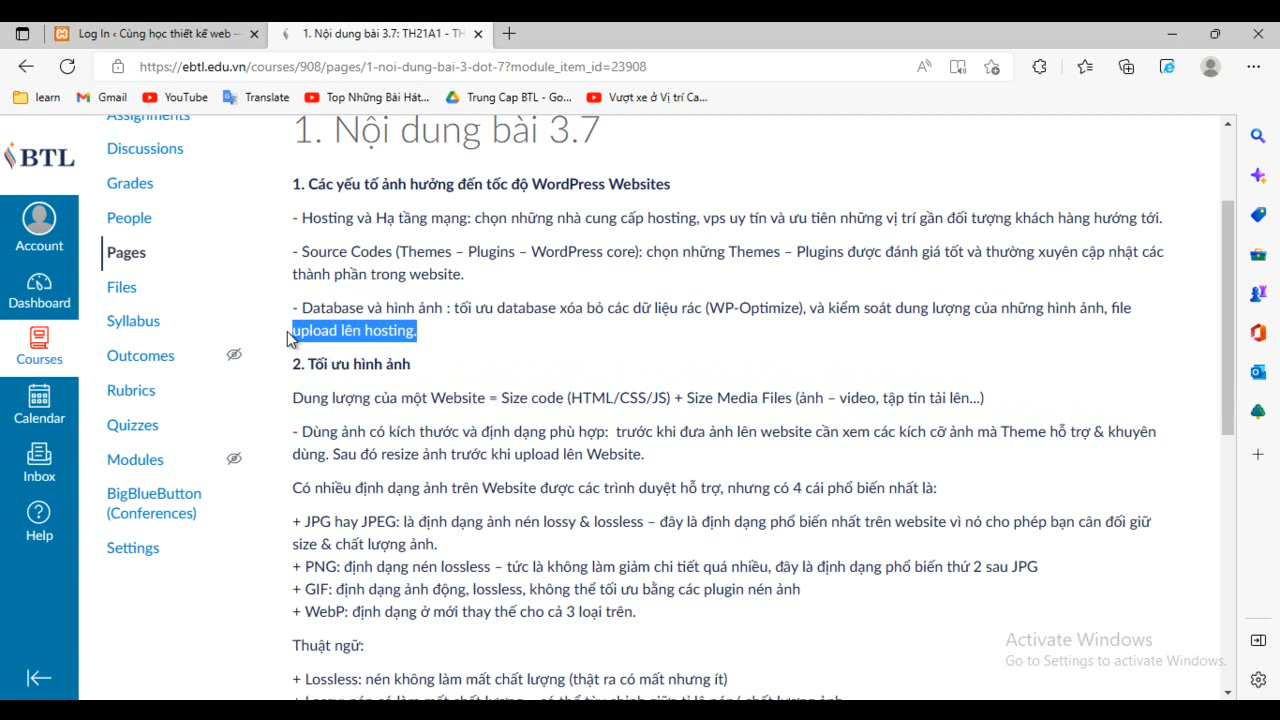 Log In ‹ Cùng học thiết kế web –
1. Nội dung bài 3.7: TH21A1 - TH
https://ebtl.edu.vn/courses/908/pages/1-noi-dung-bai-3-dot-7?module_item_id=23908
learn
Gmail
YouTube
Translate
Top Những Bài Hát...
Trung Cap BTL - Go...
Vượt xe ở Vị trí Ca...
BTL
Account
Dashboard
Courses
Calendar
Inbox
Help
Assignments
Discussions
Grades
People
Pages
Files
Syllabus
Outcomes
Rubrics
Quizzes
Modules
BigBlueButton
(Conferences)
Settings
1. Nội dung bài 3.7
1. Các yếu tố ảnh hưởng đến tốc độ WordPress Websites
- Hosting và Hạ tầng mạng: chọn những nhà cung cấp hosting, vps uy tín và ưu tiên những vị trí gần đối tượng khách hàng hướng tới.
- Source Codes (Themes – Plugins – WordPress core): chọn những Themes – Plugins được đánh giá tốt và thường xuyên cập nhật các
thành phần trong website.
- Database và hình ảnh : tối ưu database xóa bỏ các dữ liệu rác (WP-Optimize), và kiểm soát dung lượng của những hình ảnh, file
upload lên hosting.
2. Tối ưu hình ảnh
Dung lượng của một Website = Size code (HTML/CSS/JS) + Size Media Files (ảnh – video, tập tin tải lên...)
- Dùng ảnh có kích thước và định dạng phù hợp: trước khi đưa ảnh lên website cần xem các kích cỡ ảnh mà Theme hỗ trợ & khuyên
dùng. Sau đó resize ảnh trước khi upload lên Website.
Có nhiều định dạng ảnh trên Website được các trình duyệt hỗ trợ, nhưng có 4 cái phổ biến nhất là:
+ JPG hay JPEG: là định dạng ảnh nén lossy & lossless – đây là định dạng phổ biến nhất trên website vì nó cho phép bạn cân đối giữ
size & chất lượng ảnh.
+ PNG: định dạng nén lossless – tức là không làm giảm chi tiết quá nhiều, đây là định dạng phổ biến thứ 2 sau JPG
+ GIF: định dạng ảnh động, lossless, không thể tối ưu bằng các plugin nén ảnh
+ WebP: định dạng ở mới thay thế cho cả 3 loại trên.
Thuật ngữ:
+ Lossless: nén không làm mất chất lượng (thật ra có mất nhưng ít)
Activate Windows
Go to Settings to activate Windows.